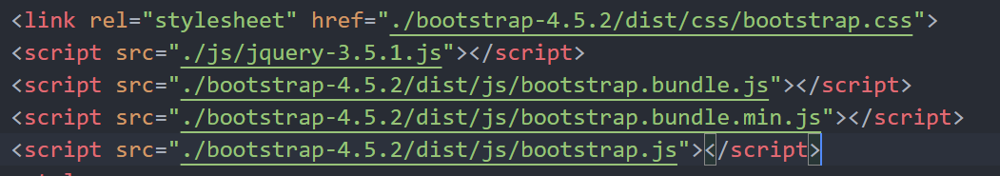 <link rel="stylesheet" href="./bootstrap-4.5.2/dist/css/bootstrap.css">
<script src="./js/jquery-3.5.1.js"></script>
<script src="./bootstrap-4.5.2/dist/js/bootstrap.bundle.js"></script>
<script src="./bootstrap-4.5.2/dist/js/bootstrap.bundle.min.js"></script>
<script src="./bootstrap-4.5.2/dist/js/bootstrap.js"></script>